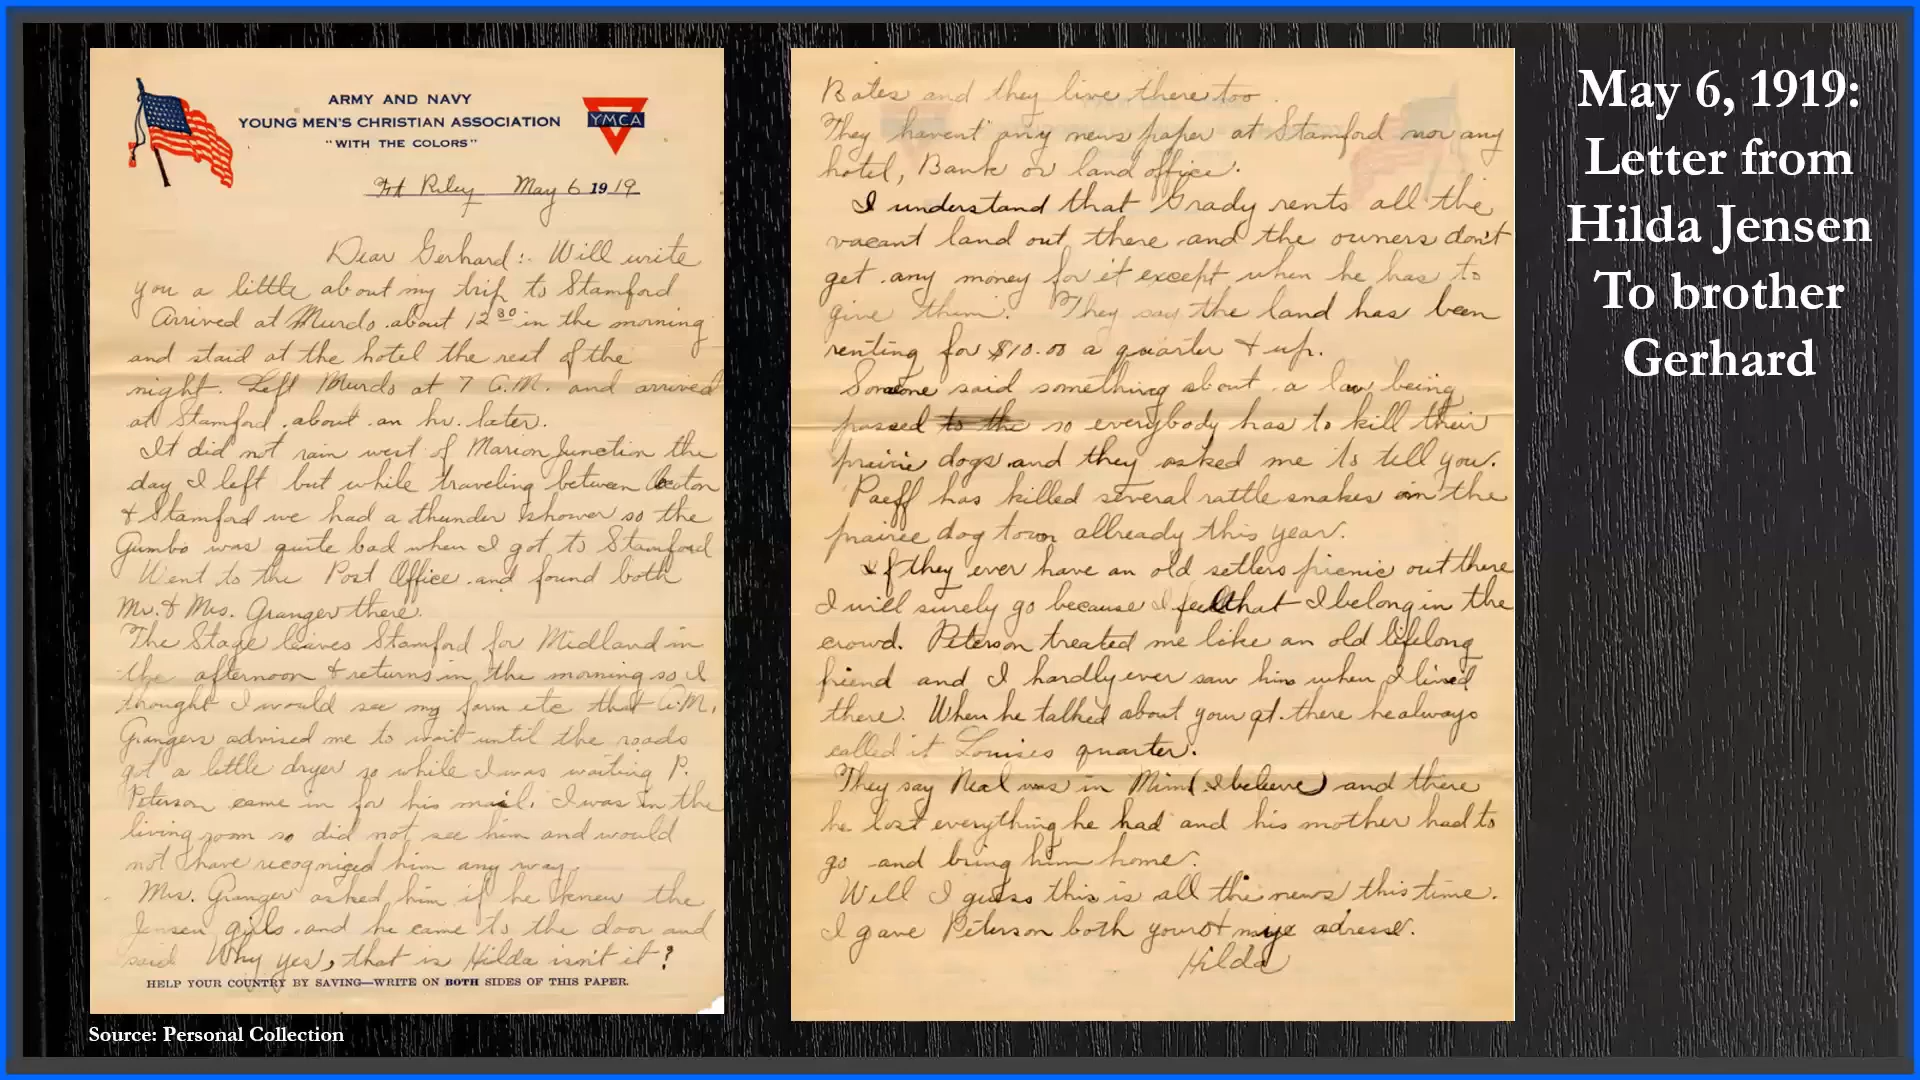 ARMY AND NAVY
YOUNG MEN'S CHRISTIAN ASSOCIATION
"WITH THE COLORS"
YMCA
Fort Riley May 6 1919
Dear Gerhard:- Will write
you a little about my trip to Stamford
Arrived at Murdo about 12 30 in the morning
and staid at the hotel the rest of the
night. Left Murdo at 7 A.M. and arrived
at Stamford about an hr. later.
It did not rain west of Marion Junction the
day I left but while traveling between
& Stamford we had a thunder shower so the
Gumbo was quite bad when I got to Stamford
Went to the Post Office and found both
Mr. & Mrs. Granger there.
The Stage leaves Stamford for Midland in
the afternoon & returns in the morning so I
thought I would see my farm etc that A.M.
Grangers advised me to wait until the roads
got a little dryer so while I was waiting P.
Peterson came in for his mail. I was in the
living room so did not see him and would
not have recognized him any way.
Mrs. Granger asked him if he knew the
Jensen girls and he came to the door and
said Why yes, that is Hilda isn't it?
HELP YOUR COUNTRY BY SAVING—WRITE ON BOTH SIDES OF THIS PAPER.
Bates and they live there too.
They havent any news paper at Stamford nor any
hotel, Bank or land office.
I understand that Grady rents all the
vacant land out there and the owners don't
get any money for it except when he has to
give them. They say the land has been
renting for $10.00 a quarter & up.
Someone said something about a law being
passed to the so everybody has to kill their
prairie dogs and they asked me to tell you.
Paeff has killed several rattle snakes in the
prairee dog town allready this year.
If they ever have an old setlers picnic out there
I will surely go because I feel that I belong in the
crowd. Peterson treated me like an old lifelong
friend and I hardly ever saw him when I lived
there. When he talked about your qt. there he always
called it Louises quarter.
They say Neal was in Minn (I believe) and there
he lost everything he had and his mother had to
go and bring him home.
Well I guess this is all the news this time.
I gave Peterson both your & my adresse.
Hilda
May 6, 1919:
Letter from
Hilda Jensen
To brother
Gerhard
Source: Personal Collection